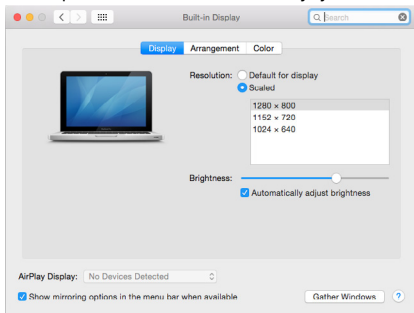 Built-in Display
Search
Display Arrangement Color
Resolution: Default for display
Scaled
1280 × 800
1152 × 720
1024 × 640
Brightness:
Automatically adjust brightness
AirPlay Display: No Devices Detected
Show mirroring options in the menu bar when available
Gather Windows ?